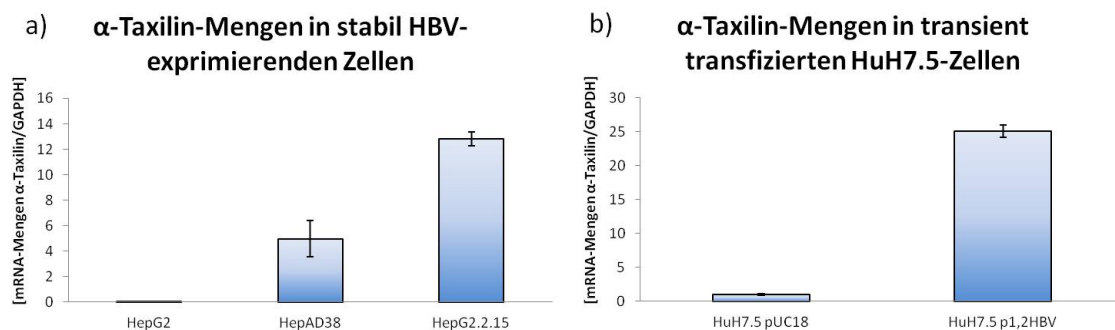 a)
α-Taxilin-Mengen in stabil HBV-
exprimierenden Zellen
[mRNA-Mengen α-Taxilin/GAPDH]
16
14
12
10
8
6
4
2
0
HepG2
HepAD38
HepG2.2.15
b)
α-Taxilin-Mengen in transient
transfizierten HuH7.5-Zellen
[mRNA-Mengen α-Taxilin/GAPDH]
30
25
20
15
10
5
0
HuH7.5 pUC18
HuH7.5 p1,2HBV